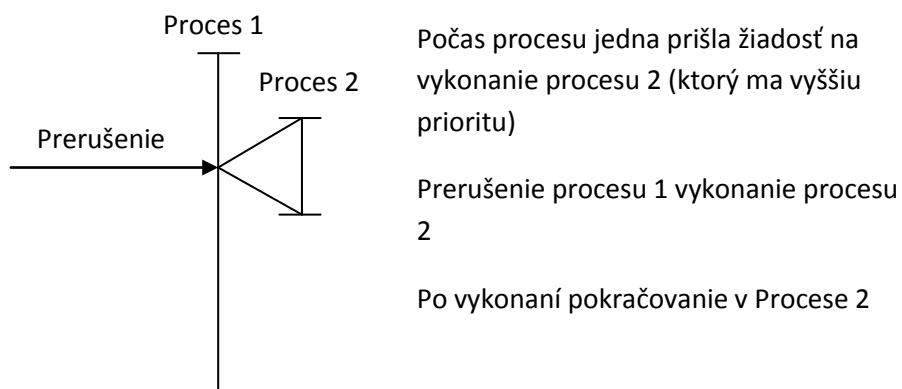 Proces 1
Proces 2
Prerušenie
Počas procesu jedna prišla žiadosť na
vykonanie procesu 2 (ktorý ma vyššiu
prioritu)
Prerušenie procesu 1 vykonanie procesu
2
Po vykonaní pokračovanie v Procese 2